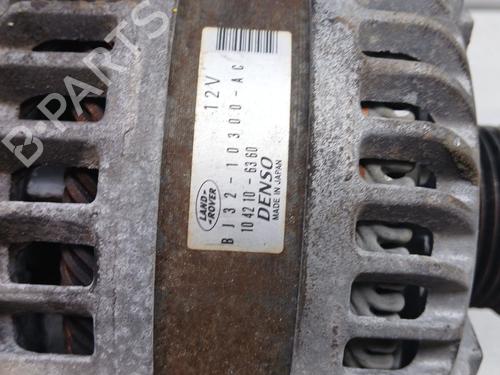 12V
LAND-
-ROVER
BJ32-10300-AC
104210-6360
DENSO
MADE IN JAPAN
B-PARTS